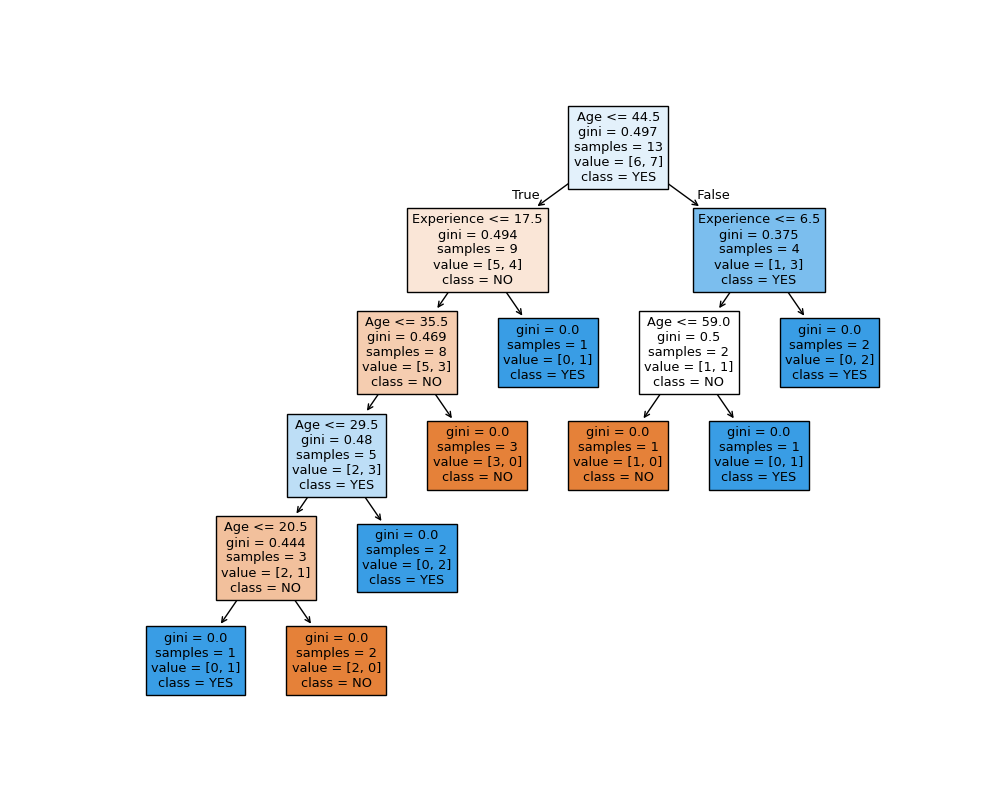 Age <= 44.5
gini = 0.497
samples = 13
value = [6, 7]
class = YES
True
False
Experience <= 17.5
gini = 0.494
samples = 9
value = [5, 4]
class = NO
Experience <= 6.5
gini = 0.375
samples = 4
value = [1, 3]
class = YES
Age <= 35.5
gini = 0.469
samples = 8
value = [5, 3]
class = NO
gini = 0.0
samples = 1
value = [0, 1]
class = YES
Age <= 59.0
gini = 0.5
samples = 2
value = [1, 1]
class = NO
gini = 0.0
samples = 2
value = [0, 2]
class = YES
Age <= 29.5
gini = 0.48
samples = 5
value = [2, 3]
class = YES
gini = 0.0
samples = 3
value = [3, 0]
class = NO
gini = 0.0
samples = 1
value = [1, 0]
class = NO
gini = 0.0
samples = 1
value = [0, 1]
class = YES
Age <= 20.5
gini = 0.444
samples = 3
value = [2, 1]
class = NO
gini = 0.0
samples = 2
value = [0, 2]
class = YES
gini = 0.0
samples = 1
value = [0, 1]
class = YES
gini = 0.0
samples = 2
value = [2, 0]
class = NO